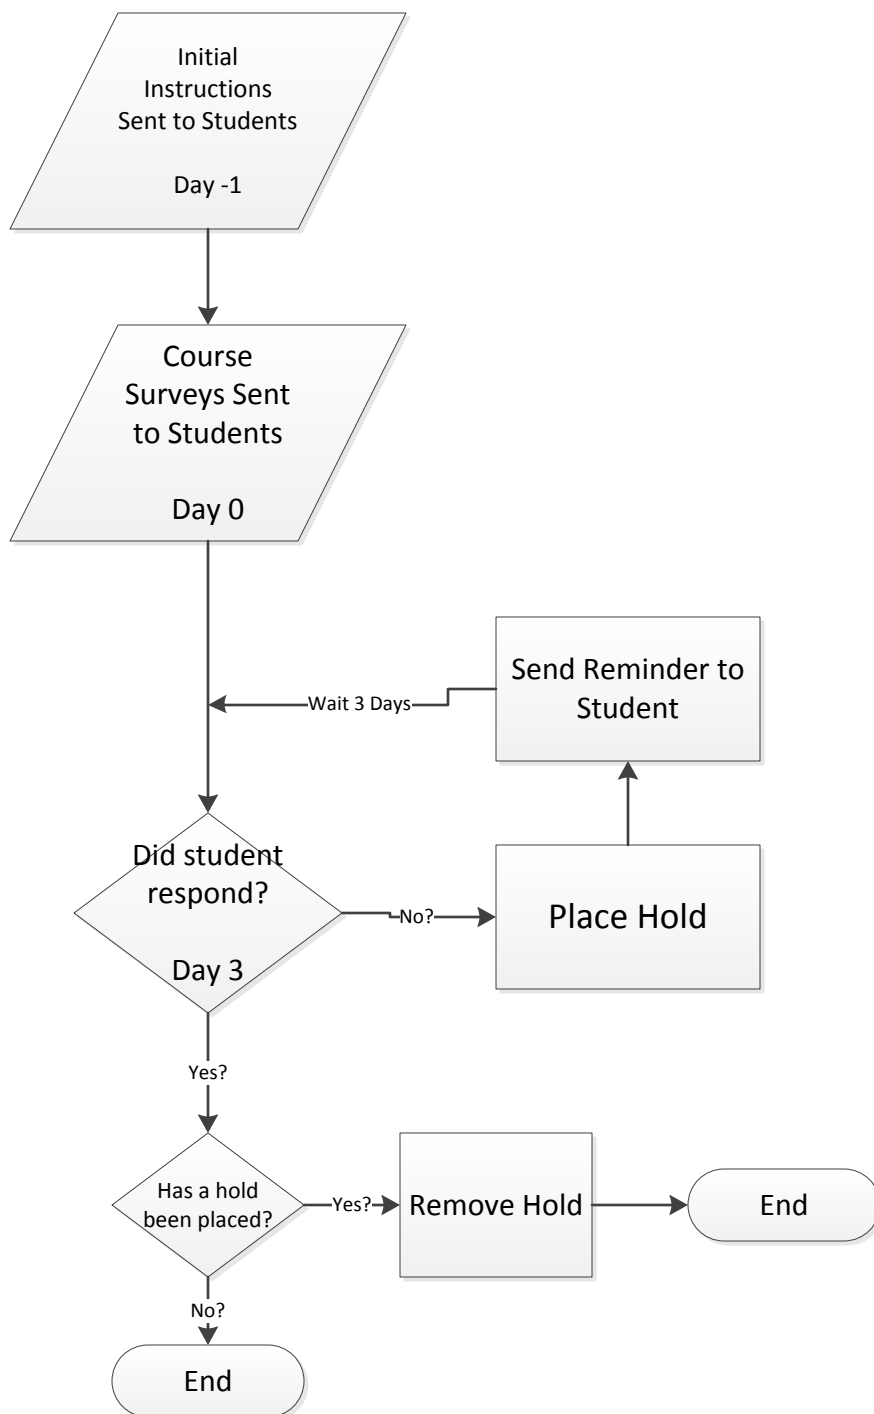 Initial
Instructions
Sent to Students
Day -1
Course
Surveys Sent
to Students
Day 0
Send Reminder to
Student
Wait 3 Days
Did student
respond?
Day 3
No?
Place Hold
Yes?
Has a hold
been placed?
Yes?
Remove Hold
End
No?
End